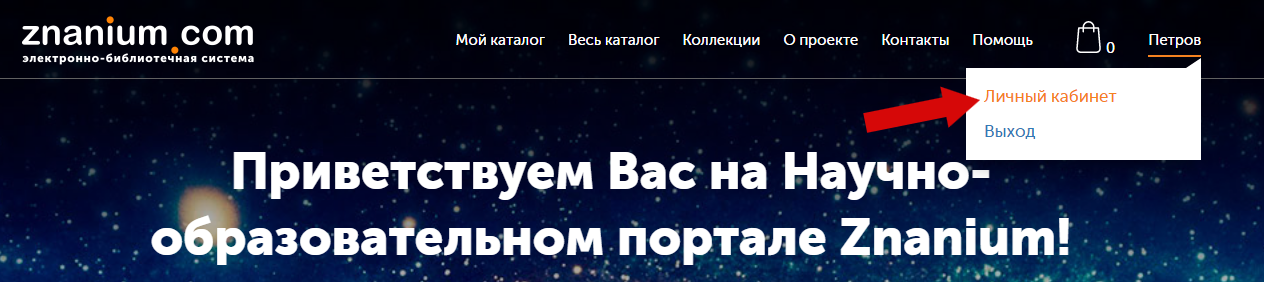 znanium.com
электронно-библиотечная система
Мой каталог Весь каталог Коллекции О проекте Контакты Помощь 0 Петров
Личный кабинет
Выход
Приветствуем Вас на Научно-
образовательном портале Znanium!